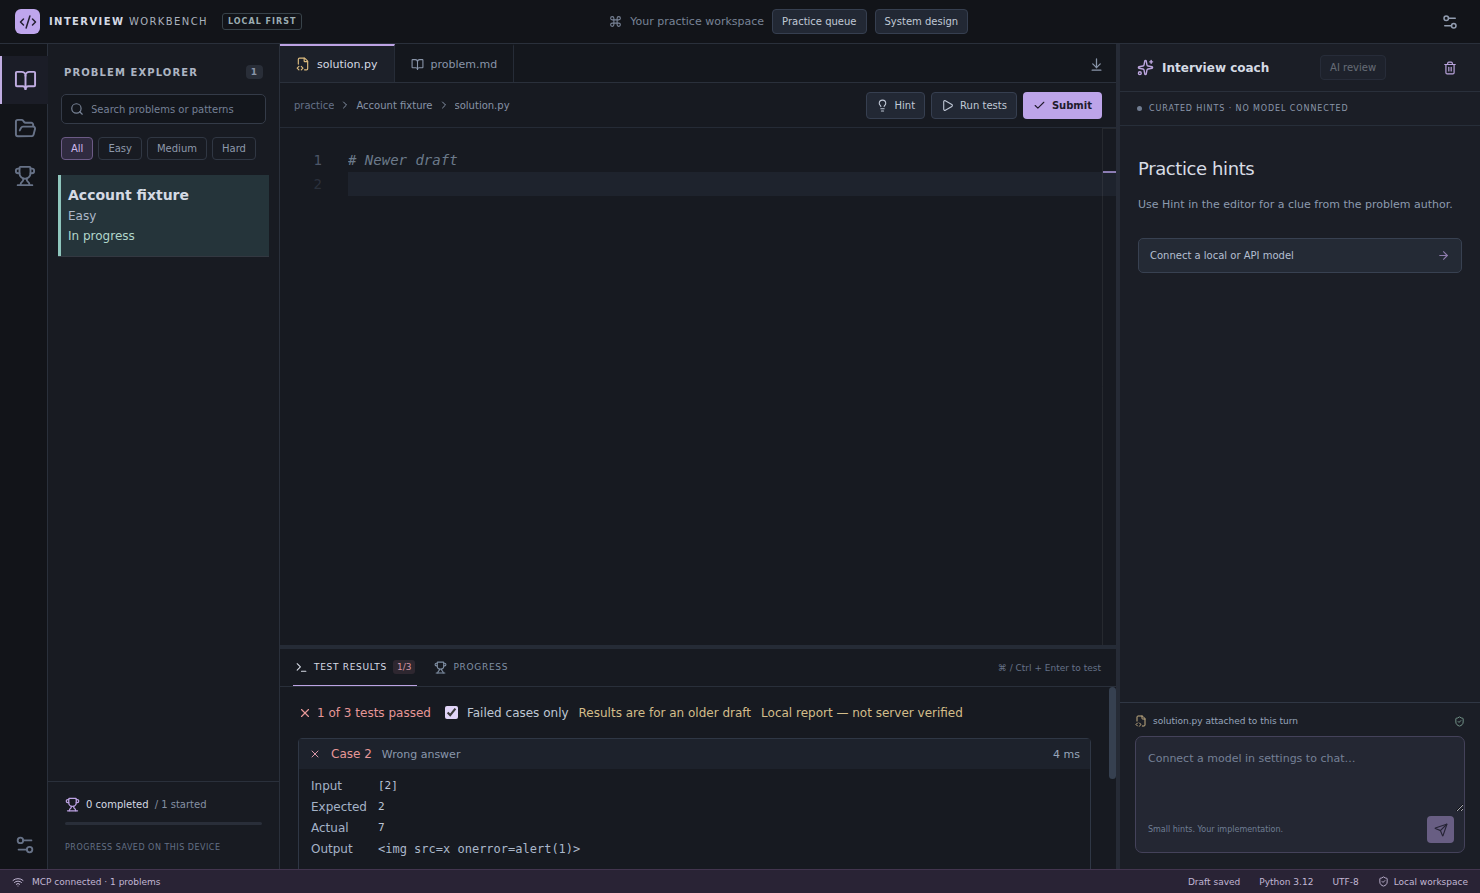 INTERVIEW WORKBENCH LOCAL FIRST
Your practice workspace Practice queue System design
PROBLEM EXPLORER 1
Search problems or patterns
All Easy Medium Hard
Account fixture
Easy
In progress
0 completed / 1 started
PROGRESS SAVED ON THIS DEVICE
solution.py problem.md
practice > Account fixture > solution.py
Hint Run tests Submit
1 # Newer draft
2
TEST RESULTS 1/3 PROGRESS ⌘ / Ctrl + Enter to test
1 of 3 tests passed Failed cases only Results are for an older draft Local report — not server verified
Case 2 Wrong answer 4 ms
Input [2]
Expected 2
Actual 7
Output <img src=x onerror=alert(1)>
Interview coach AI review
CURATED HINTS · NO MODEL CONNECTED
Practice hints
Use Hint in the editor for a clue from the problem author.
Connect a local or API model
solution.py attached to this turn
Connect a model in settings to chat...
Small hints. Your implementation.
MCP connected · 1 problems Draft saved Python 3.12 UTF-8 Local workspace